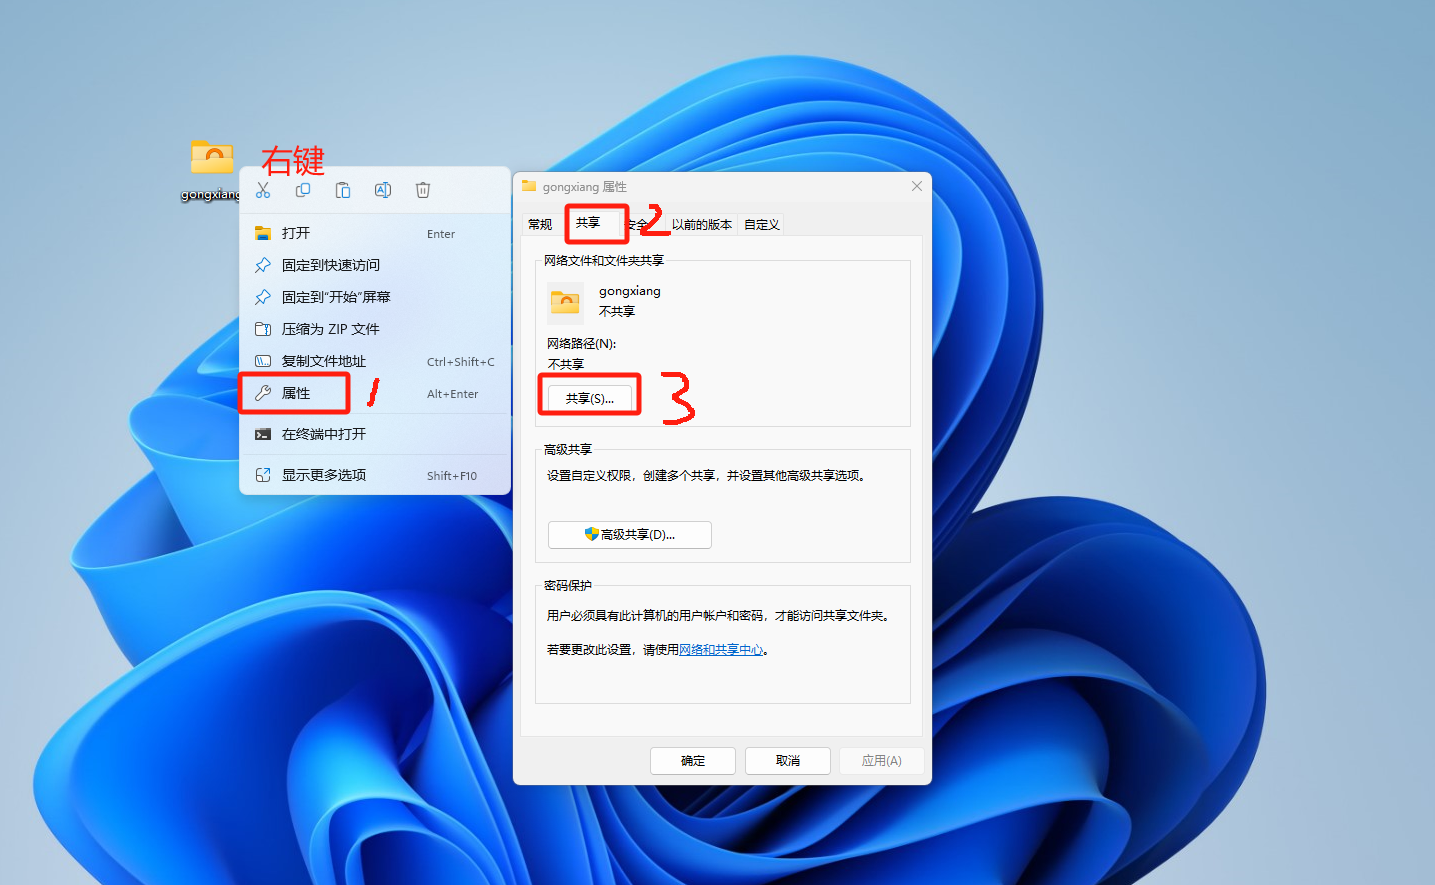 右键
gongxiang
打开 Enter
固定到快速访问
固定到“开始”屏幕
压缩为 ZIP 文件
复制文件地址 Ctrl+Shift+C
属性 1 Alt+Enter
在终端中打开
显示更多选项 Shift+F10
gongxiang 属性
常规 共享 安全 2 以前的版本 自定义
网络文件和文件夹共享
gongxiang
不共享
网络路径(N):
不共享
共享(S)... 3
高级共享
设置自定义权限，创建多个共享，并设置其他高级共享选项。
高级共享(D)...
密码保护
用户必须具有此计算机的用户帐户和密码，才能访问共享文件夹。
若要更改此设置，请使用网络和共享中心。
确定 取消 应用(A)